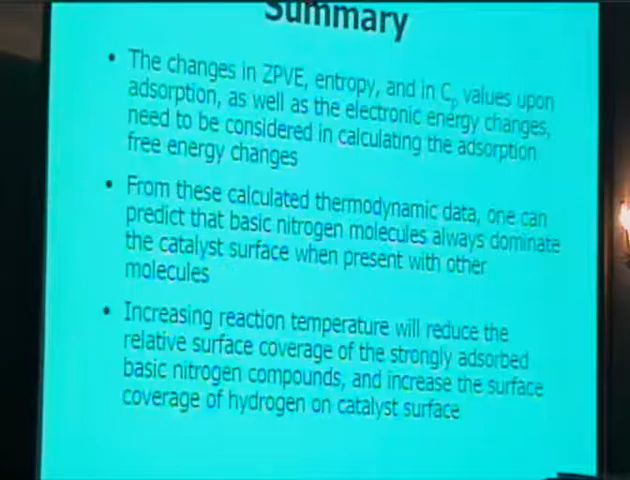 Summary
• The changes in ZPVE, entropy, and in Cp values upon
adsorption, as well as the electronic energy changes,
need to be considered in calculating the adsorption
free energy changes
• From these calculated thermodynamic data, one can
predict that basic nitrogen molecules always dominate
the catalyst surface when present with other
molecules
• Increasing reaction temperature will reduce the
relative surface coverage of the strongly adsorbed
basic nitrogen compounds, and increase the surface
coverage of hydrogen on catalyst surface